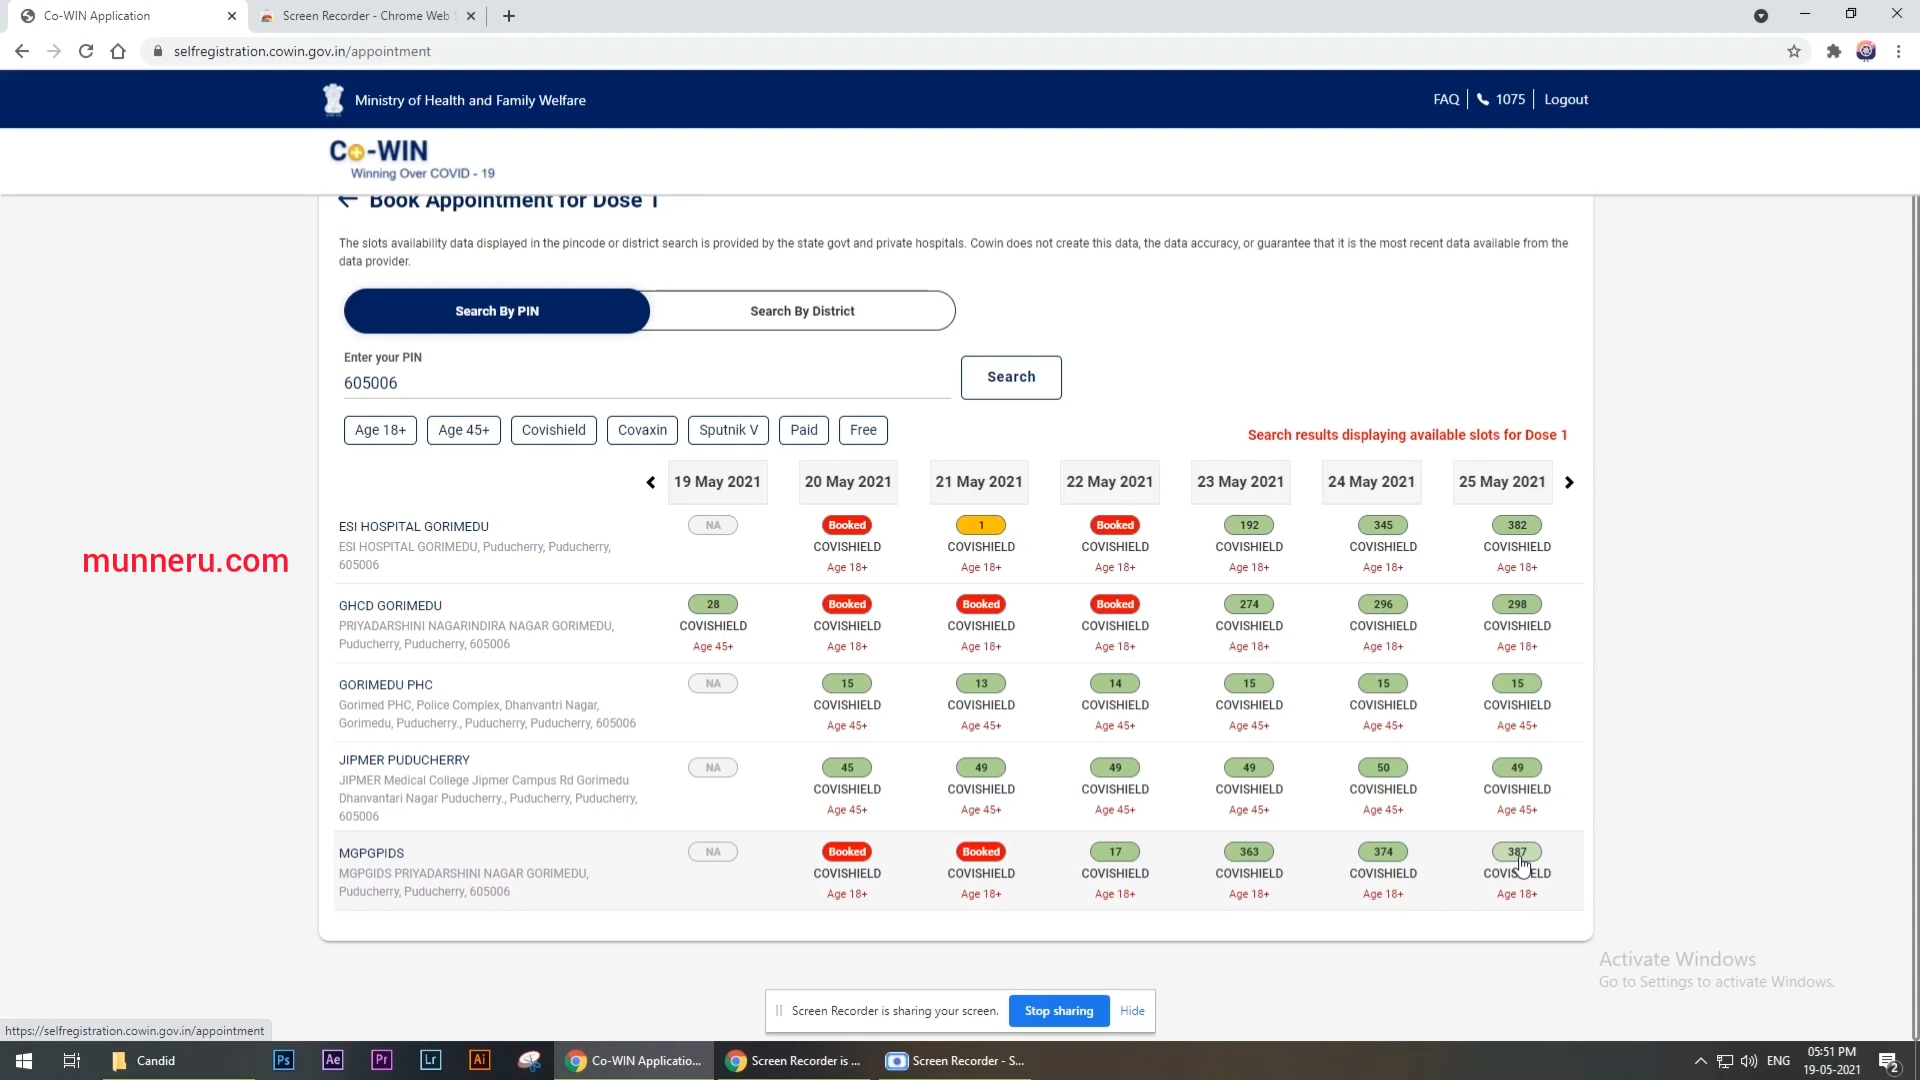 Co-WIN Application
Screen Recorder - Chrome Web S
selfregistration.cowin.gov.in/appointment
Ministry of Health and Family Welfare
FAQ 1075 Logout
Co-WIN
Winning Over COVID - 19
Book Appointment for Dose 1
The slots availability data displayed in the pincode or district search is provided by the state govt and private hospitals. Cowin does not create this data, the data accuracy, or guarantee that it is the most recent data available from the
data provider.
Search By PIN Search By District
Enter your PIN
605006
Search
Age 18+ Age 45+ Covishield Covaxin Sputnik V Paid Free
Search results displaying available slots for Dose 1
19 May 2021 20 May 2021 21 May 2021 22 May 2021 23 May 2021 24 May 2021 25 May 2021
ESI HOSPITAL GORIMEDU
ESI HOSPITAL GORIMEDU, Puducherry, Puducherry,
605006
NA Booked 1 Booked 192 345 382
COVISHIELD COVISHIELD COVISHIELD COVISHIELD COVISHIELD COVISHIELD
Age 18+ Age 18+ Age 18+ Age 18+ Age 18+ Age 18+
munneru.com
GHCD GORIMEDU
PRIYADARSHINI NAGARINDIRA NAGAR GORIMEDU,
Puducherry, Puducherry, 605006
28 Booked Booked Booked 274 296 298
COVISHIELD COVISHIELD COVISHIELD COVISHIELD COVISHIELD COVISHIELD COVISHIELD
Age 45+ Age 18+ Age 18+ Age 18+ Age 18+ Age 18+ Age 18+
GORIMEDU PHC
Gorimed PHC, Police Complex, Dhanvantri Nagar,
Gorimedu, Puducherry., Puducherry, Puducherry, 605006
NA 15 13 14 15 15 15
COVISHIELD COVISHIELD COVISHIELD COVISHIELD COVISHIELD COVISHIELD
Age 45+ Age 45+ Age 45+ Age 45+ Age 45+ Age 45+
JIPMER PUDUCHERRY
JIPMER Medical College Jipmer Campus Rd Gorimedu
Dhanvantari Nagar Puducherry., Puducherry, Puducherry,
605006
NA 45 49 49 49 50 49
COVISHIELD COVISHIELD COVISHIELD COVISHIELD COVISHIELD COVISHIELD
Age 45+ Age 45+ Age 45+ Age 45+ Age 45+ Age 45+
MGPGPIDS
MGPGIDS PRIYADARSHINI NAGAR GORIMEDU,
Puducherry, Puducherry, 605006
NA Booked Booked 17 363 374 387
COVISHIELD COVISHIELD COVISHIELD COVISHIELD COVISHIELD COVISHIELD
Age 18+ Age 18+ Age 18+ Age 18+ Age 18+ Age 18+
Activate Windows
Go to Settings to activate Windows.
Screen Recorder is sharing your screen. Stop sharing Hide
https://selfregistration.cowin.gov.in/appointment
Candid Ps Ae Pr Lr Ai Co-WIN Applicatio... Screen Recorder is ... Screen Recorder - S... ENG
05:51 PM
19-05-2021
2